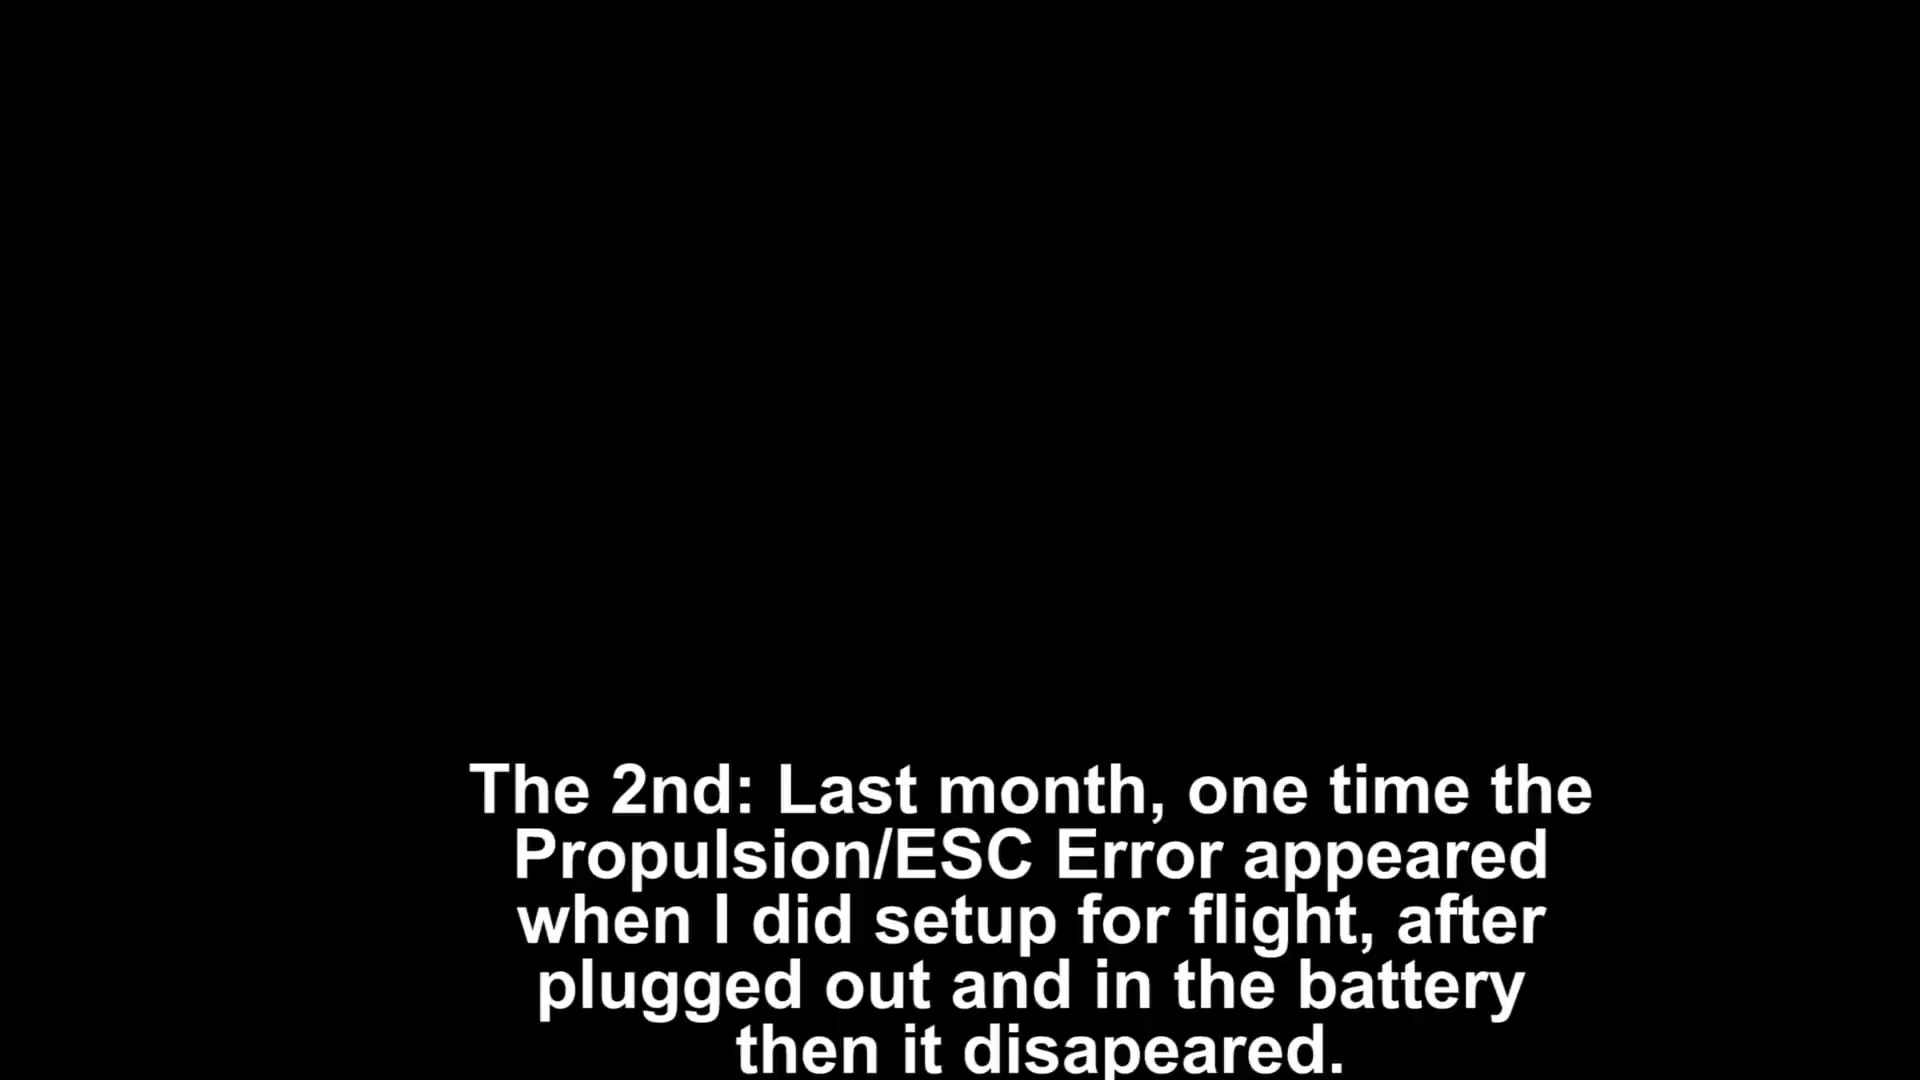 The 2nd: Last month, one time the
Propulsion/ESC Error appeared
when I did setup for flight, after
plugged out and in the battery
then it disapeared.